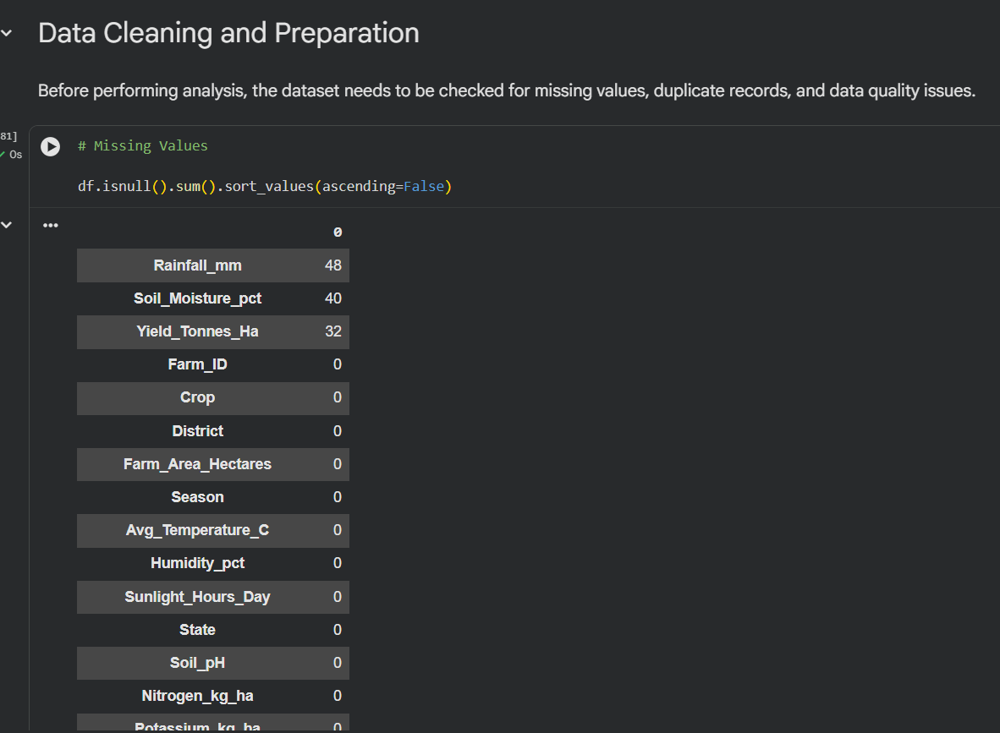 Data Cleaning and Preparation
Before performing analysis, the dataset needs to be checked for missing values, duplicate records, and data quality issues.
81]
0s
# Missing Values
df.isnull().sum().sort_values(ascending=False)
0
Rainfall_mm 48
Soil_Moisture_pct 40
Yield_Tonnes_Ha 32
Farm_ID 0
Crop 0
District 0
Farm_Area_Hectares 0
Season 0
Avg_Temperature_C 0
Humidity_pct 0
Sunlight_Hours_Day 0
State 0
Soil_pH 0
Nitrogen_kg_ha 0
Potassium_kg_ha 0